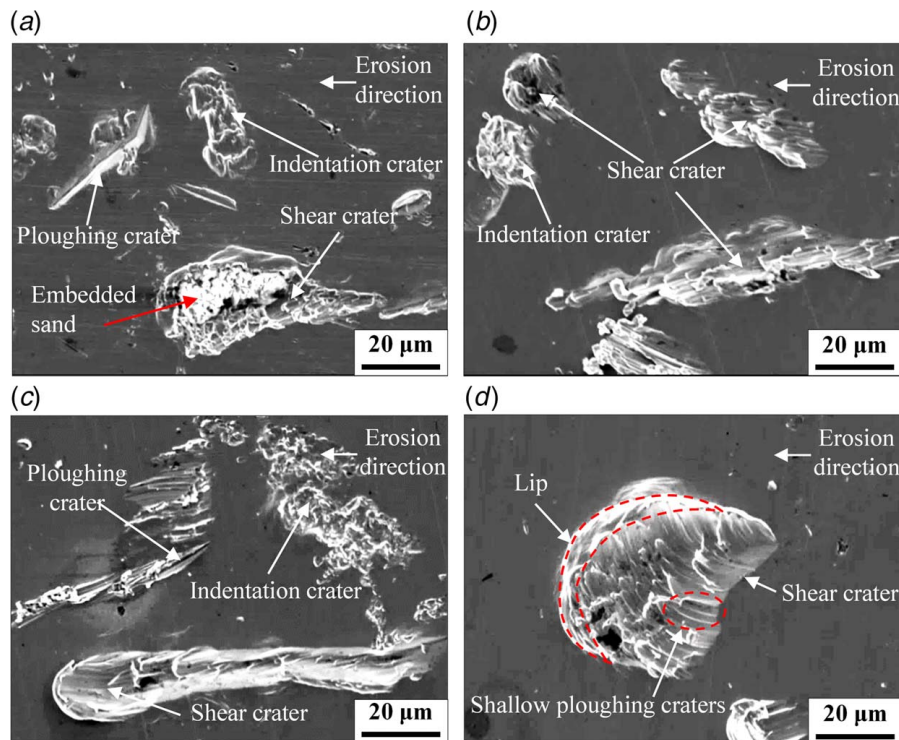 (a)
Erosion
direction
Indentation crater
Shear crater
Ploughing crater
Embedded
sand
20 μm
(b)
Erosion
direction
Shear crater
Indentation crater
20 μm
(c)
Erosion
direction
Ploughing
crater
Indentation crater
Shear crater
20 μm
(d)
Erosion
direction
Lip
Shear crater
Shallow ploughing craters
20 μm